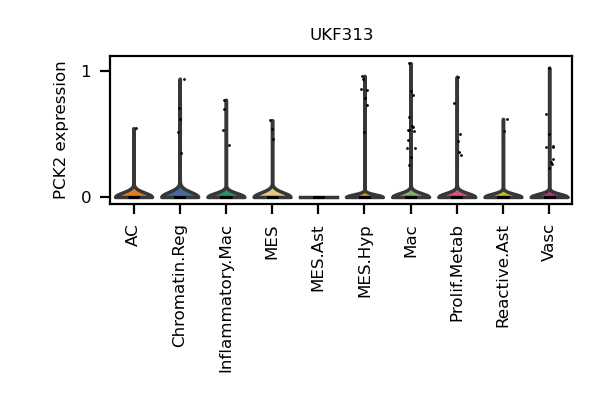 UKF313
PCK2 expression
1
0
AC
Chromatin.Reg
Inflammatory.Mac
MES
MES.Ast
MES.Hyp
Mac
Prolif.Metab
Reactive.Ast
Vasc